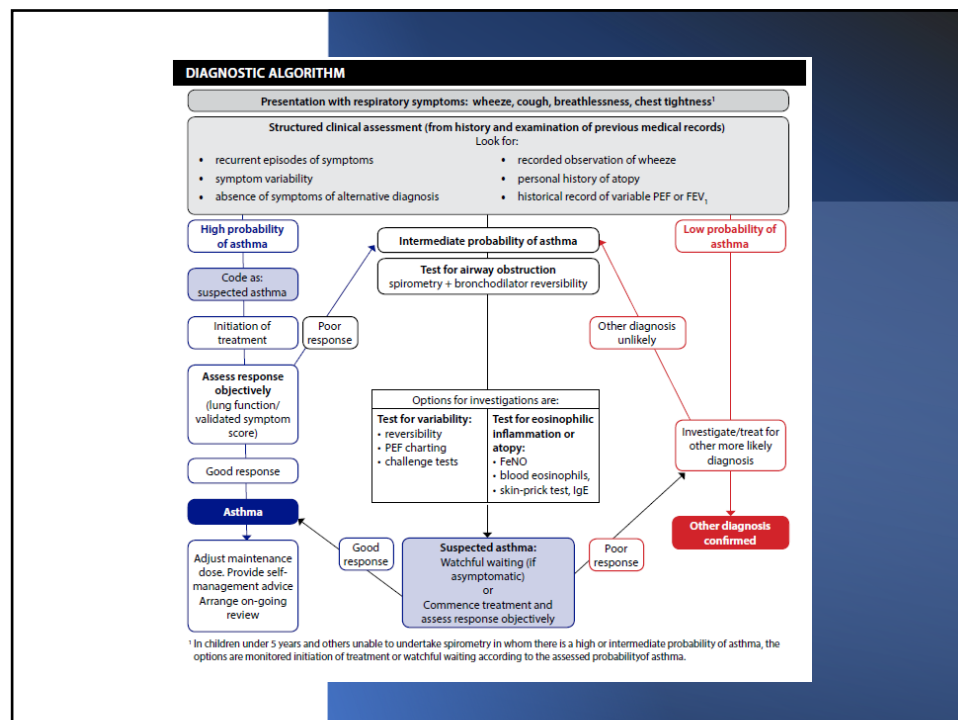 DIAGNOSTIC ALGORITHM
Presentation with respiratory symptoms: wheeze, cough, breathlessness, chest tightness¹
Structured clinical assessment (from history and examination of previous medical records)
Look for:
• recurrent episodes of symptoms
• symptom variability
• absence of symptoms of alternative diagnosis
• recorded observation of wheeze
• personal history of atopy
• historical record of variable PEF or FEV₁
High probability
of asthma
Code as:
suspected asthma
Initiation of
treatment
Assess response
objectively
(lung function/
validated symptom
score)
Good response
Asthma
Adjust maintenance
dose. Provide self-
management advice
Arrange on-going
review
Poor
response
Intermediate probability of asthma
Test for airway obstruction
spirometry + bronchodilator reversibility
Options for investigations are:
Test for variability:
• reversibility
• PEF charting
• challenge tests
Test for eosinophilic
inflammation or
atopy:
• FeNO
• blood eosinophils,
• skin-prick test, IgE
Good
response
Suspected asthma:
Watchful waiting (if
asymptomatic)
or
Commence treatment and
assess response objectively
Poor
response
Low probability of
asthma
Other diagnosis
unlikely
Investigate/treat for
other more likely
diagnosis
Other diagnosis
confirmed
¹ In children under 5 years and others unable to undertake spirometry in whom there is a high or intermediate probability of asthma, the
options are monitored initiation of treatment or watchful waiting according to the assessed probabilityof asthma.